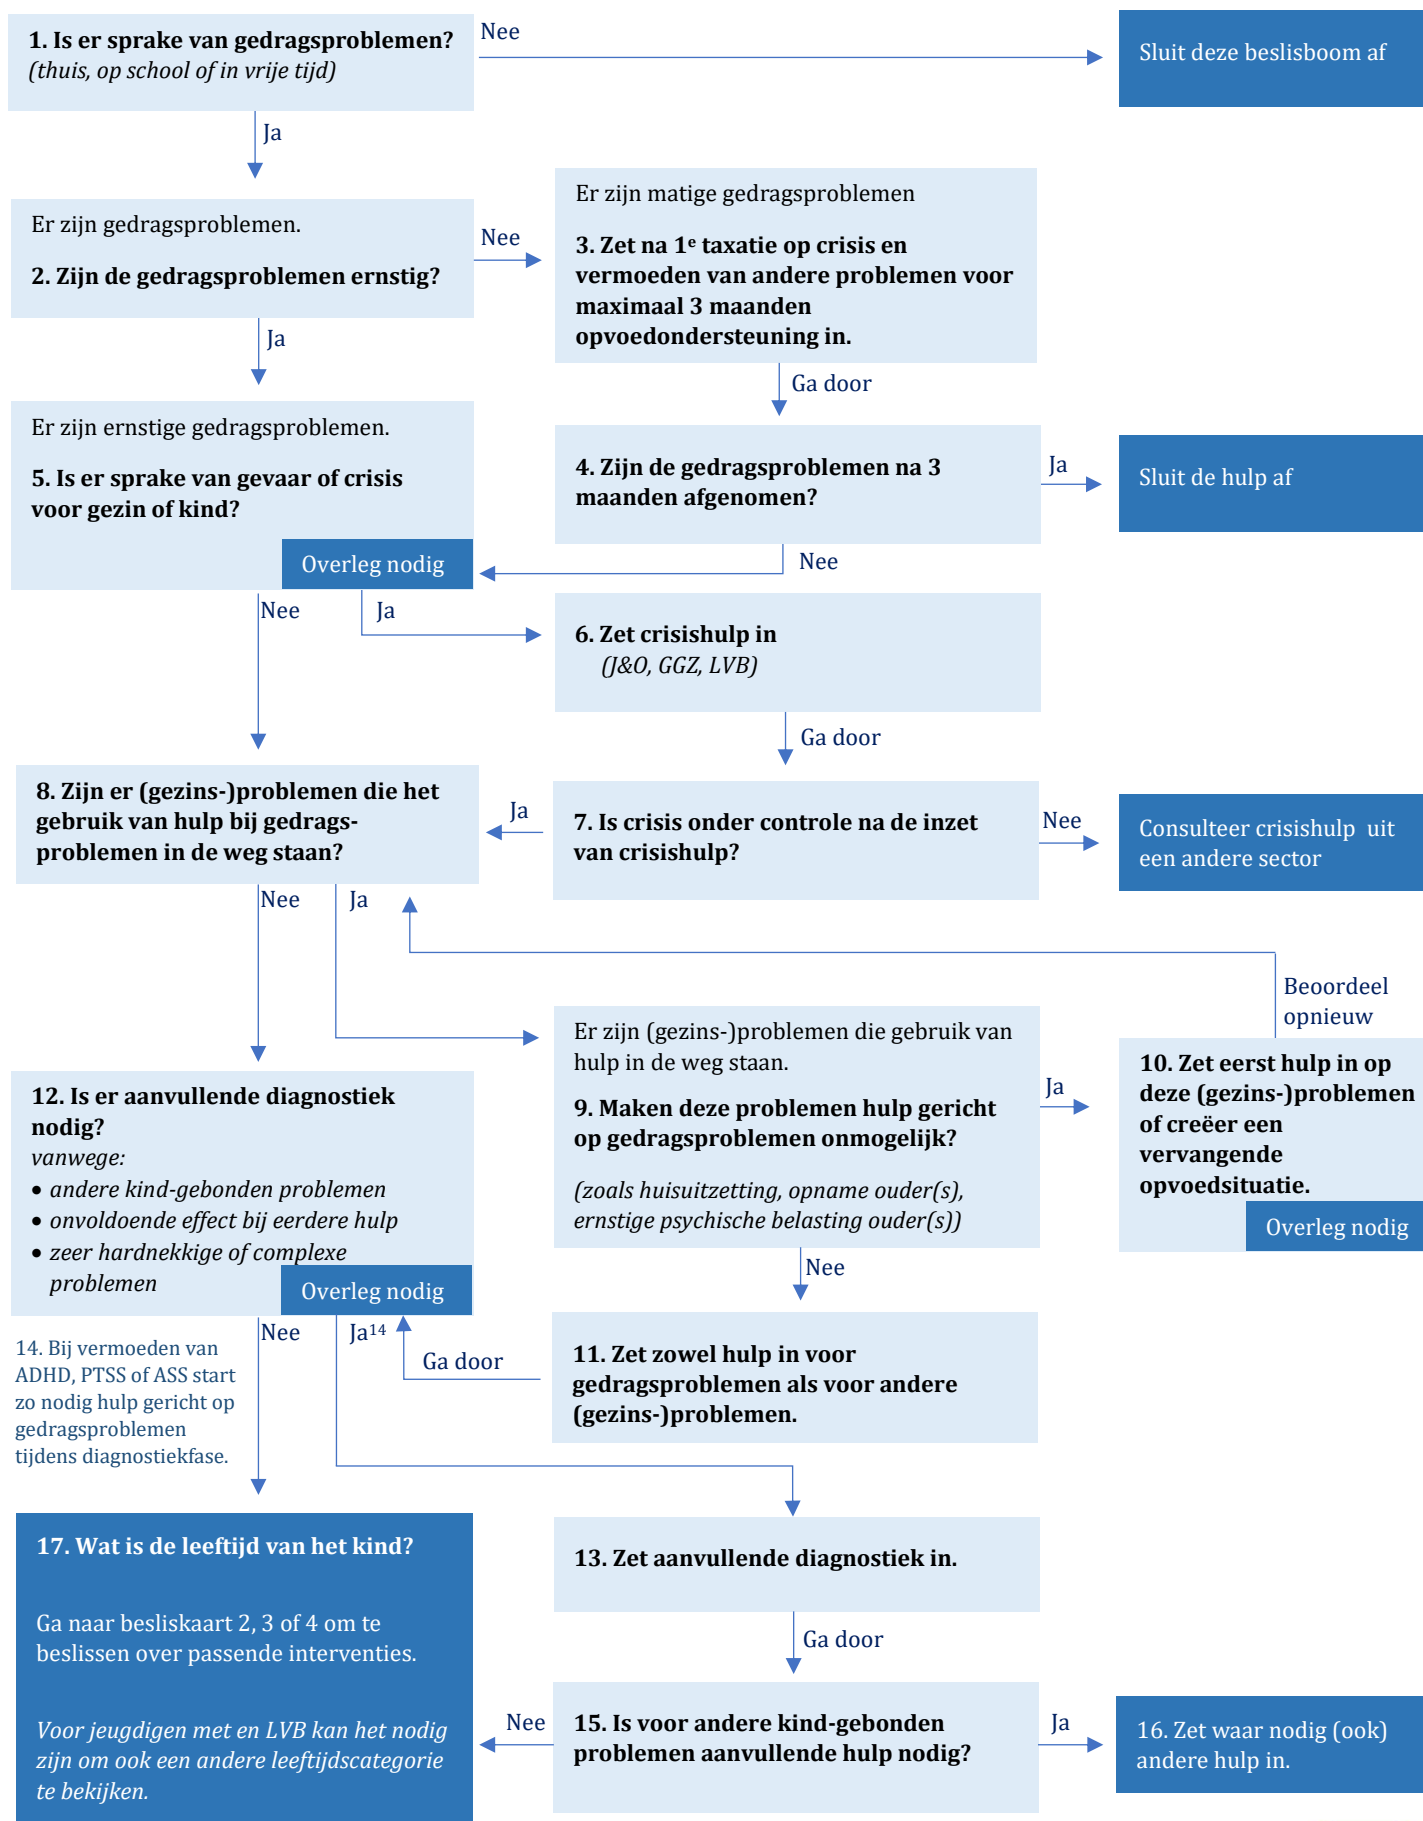 1. Is er sprake van gedragsproblemen?
(thuis, op school of in vrije tijd)
Nee
Sluit deze beslisboom af
Ja
Er zijn gedragsproblemen.
2. Zijn de gedragsproblemen ernstig?
Nee
Er zijn matige gedragsproblemen
3. Zet na 1e taxatie op crisis en
vermoeden van andere problemen voor
maximaal 3 maanden
opvoedondersteuning in.
Ja
Ga door
Er zijn ernstige gedragsproblemen.
5. Is er sprake van gevaar of crisis
voor gezin of kind?
Overleg nodig
4. Zijn de gedragsproblemen na 3
maanden afgenomen?
Ja
Sluit de hulp af
Nee
Nee
Ja
6. Zet crisishulp in
(J&O, GGZ, LVB)
Ga door
8. Zijn er (gezins-)problemen die het
gebruik van hulp bij gedrags-
problemen in de weg staan?
Ja
7. Is crisis onder controle na de inzet
van crisishulp?
Nee
Consulteer crisishulp uit
een andere sector
Nee
Ja
Beoordeel
opnieuw
Er zijn (gezins-)problemen die gebruik van
hulp in de weg staan.
9. Maken deze problemen hulp gericht
op gedragsproblemen onmogelijk?
(zoals huisuitzetting, opname ouder(s),
ernstige psychische belasting ouder(s))
Ja
10. Zet eerst hulp in op
deze (gezins-)problemen
of creëer een
vervangende
opvoedsituatie.
Overleg nodig
12. Is er aanvullende diagnostiek
nodig?
vanwege:
• andere kind-gebonden problemen
• onvoldoende effect bij eerdere hulp
• zeer hardnekkige of complexe
problemen
Overleg nodig
Nee
Nee
Ja14
Ga door
11. Zet zowel hulp in voor
gedragsproblemen als voor andere
(gezins-)problemen.
14. Bij vermoeden van
ADHD, PTSS of ASS start
zo nodig hulp gericht op
gedragsproblemen
tijdens diagnostiekfase.
17. Wat is de leeftijd van het kind?
Ga naar besliskaart 2, 3 of 4 om te
beslissen over passende interventies.
Voor jeugdigen met en LVB kan het nodig
zijn om ook een andere leeftijdscategorie
te bekijken.
13. Zet aanvullende diagnostiek in.
Ga door
Nee
15. Is voor andere kind-gebonden
problemen aanvullende hulp nodig?
Ja
16. Zet waar nodig (ook)
andere hulp in.